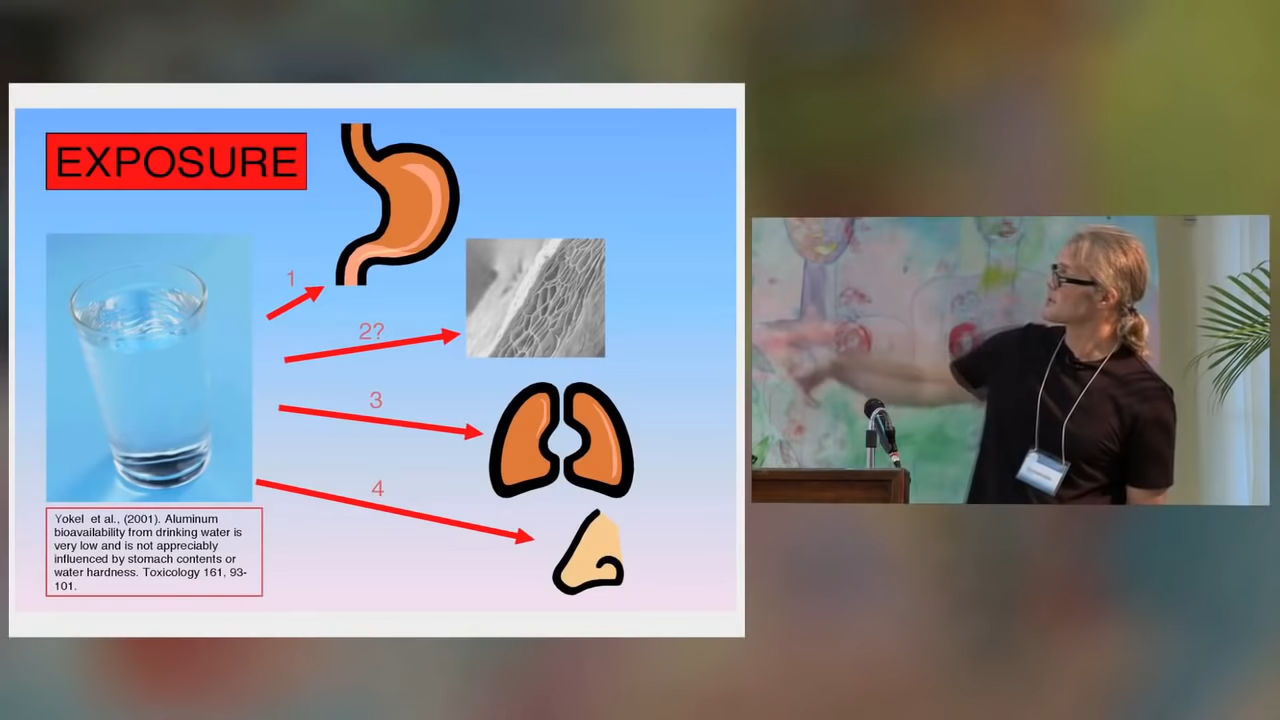 EXPOSURE
1
2?
3
4
Yokel et al., (2001). Aluminum
bioavailability from drinking water is
very low and is not appreciably
influenced by stomach contents or
water hardness. Toxicology 161, 93-
101.